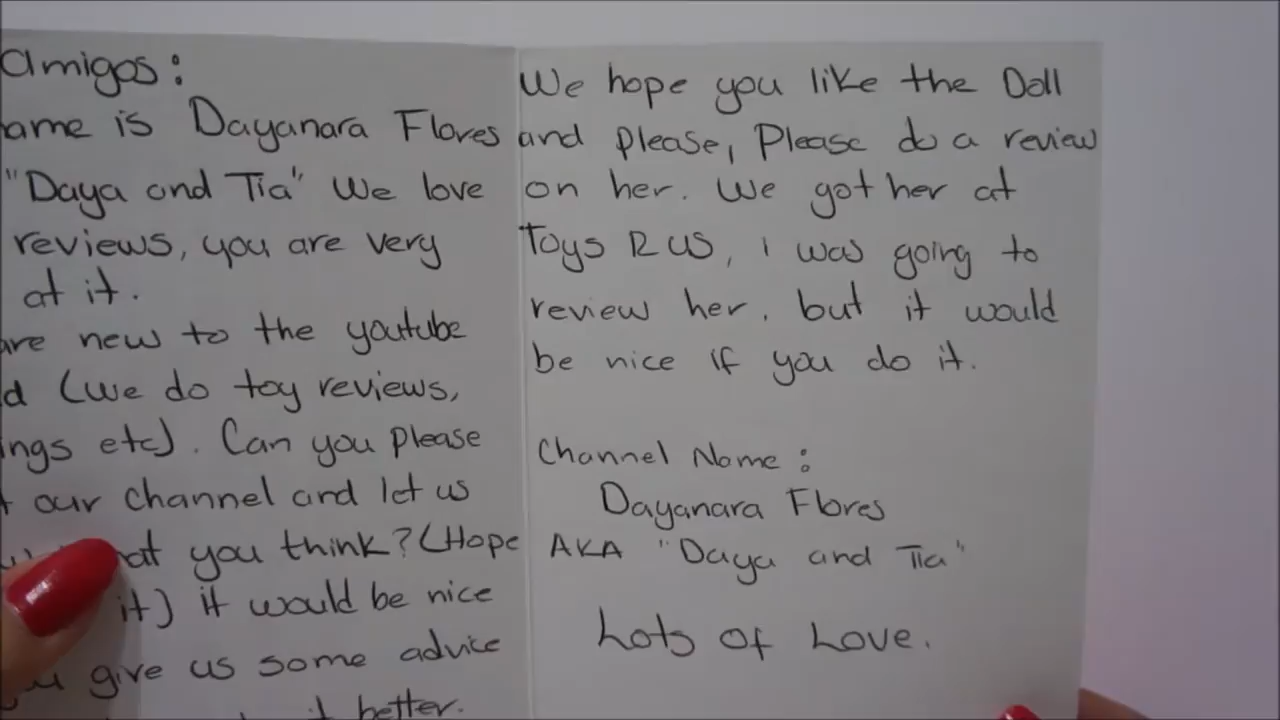 amigos:
ame is Dayanara Flores
"Daya and Tia" We love
reviews, you are very
at it.
are new to the youtube
d (we do toy reviews,
ings etc). Can you please
our channel and let us
at you think? (Hope
it) it would be nice
give us some advice
it better.
We hope you like the Doll
and please, Please do a review
on her. We got her at
Toys R US, i was going to
review her, but it would
be nice if you do it.
Channel Name:
Dayanara Flores
AKA "Daya and Tia"
Lots of Love.